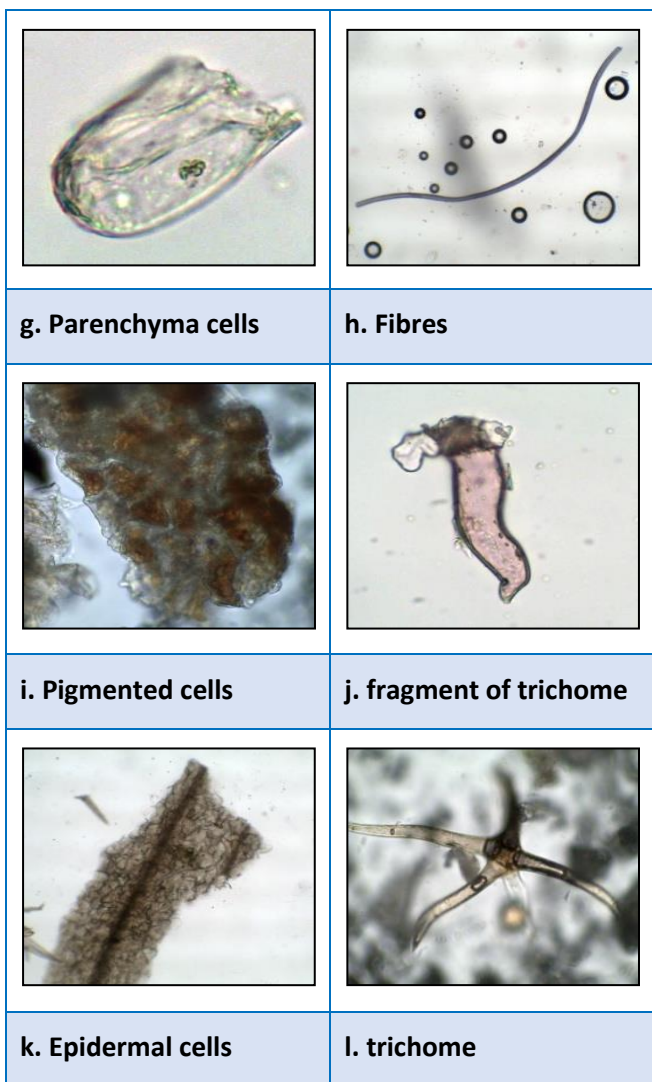 g. Parenchyma cells
h. Fibres
i. Pigmented cells
j. fragment of trichome
k. Epidermal cells
l. trichome